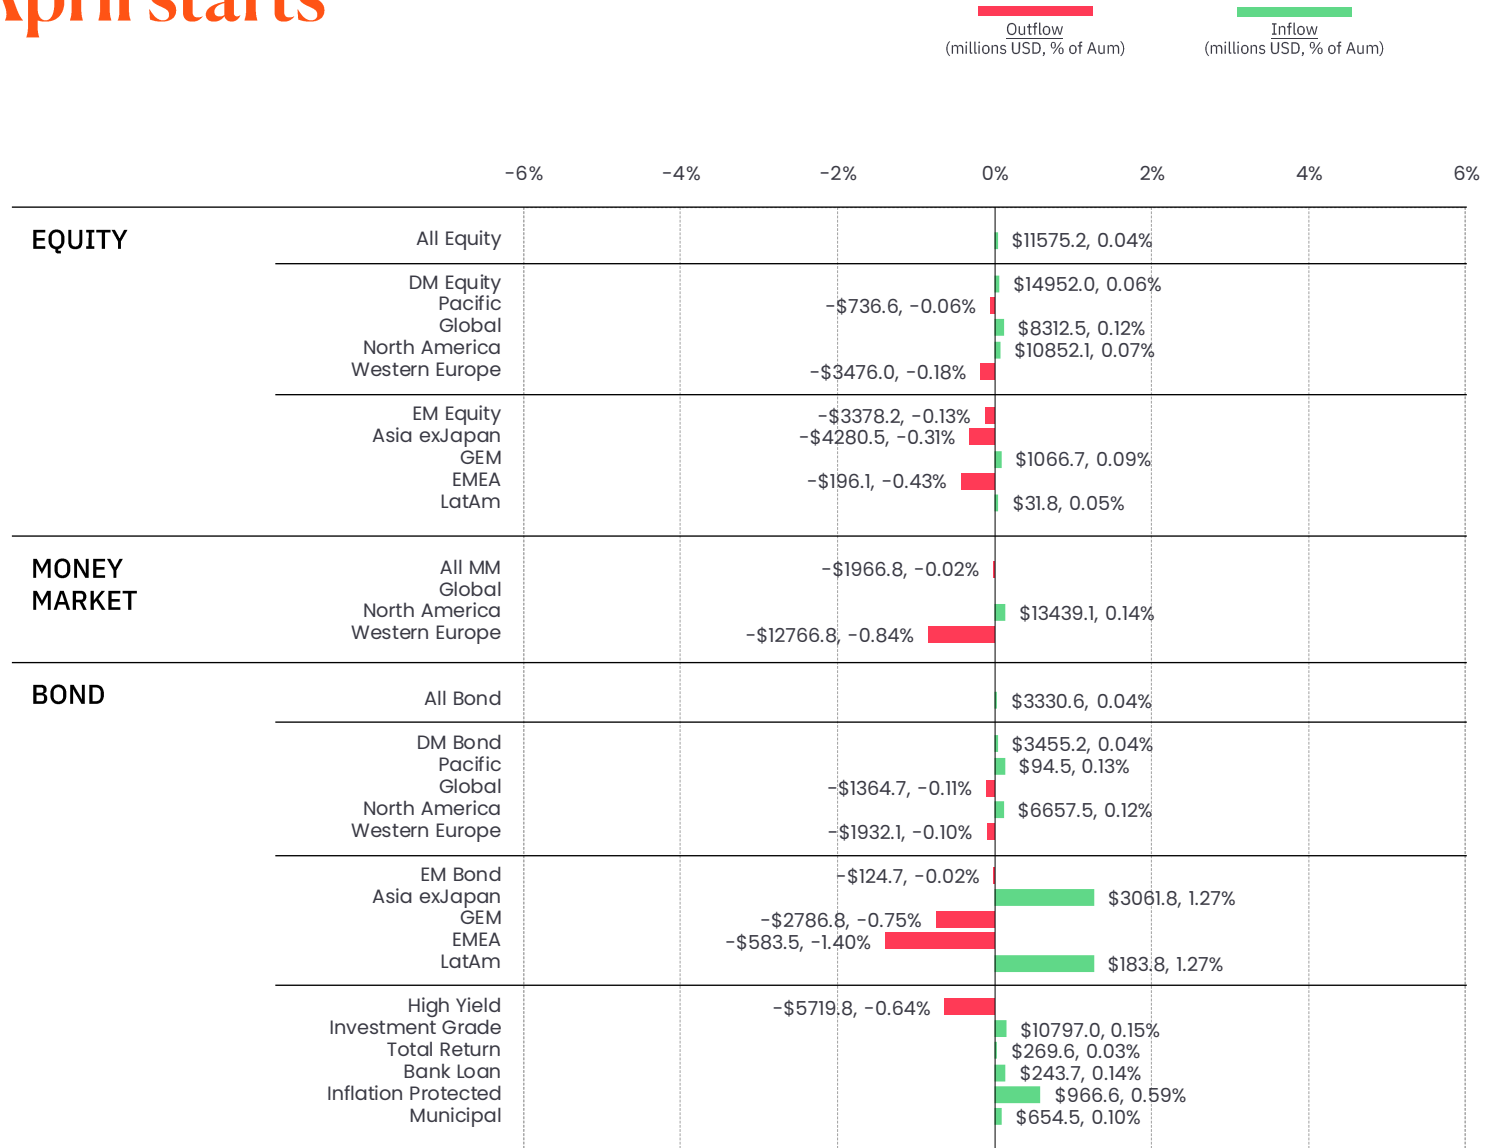 April starts
Outflow
(millions USD, % of Aum)
Inflow
(millions USD, % of Aum)
-6% -4% -2% 0% 2% 4% 6%
EQUITY
All Equity $11575.2, 0.04%
DM Equity $14952.0, 0.06%
Pacific -$736.6, -0.06%
Global $8312.5, 0.12%
North America $10852.1, 0.07%
Western Europe -$3476.0, -0.18%
EM Equity -$3378.2, -0.13%
Asia exJapan -$4280.5, -0.31%
GEM $1066.7, 0.09%
EMEA -$196.1, -0.43%
LatAm $31.8, 0.05%
MONEY
MARKET
All MM -$1966.8, -0.02%
Global
North America $13439.1, 0.14%
Western Europe -$12766.8, -0.84%
BOND
All Bond $3330.6, 0.04%
DM Bond $3455.2, 0.04%
Pacific $94.5, 0.13%
Global -$1364.7, -0.11%
North America $6657.5, 0.12%
Western Europe -$1932.1, -0.10%
EM Bond -$124.7, -0.02%
Asia exJapan $3061.8, 1.27%
GEM -$2786.8, -0.75%
EMEA -$583.5, -1.40%
LatAm $183.8, 1.27%
High Yield -$5719.8, -0.64%
Investment Grade $10797.0, 0.15%
Total Return $269.6, 0.03%
Bank Loan $243.7, 0.14%
Inflation Protected $966.6, 0.59%
Municipal $654.5, 0.10%